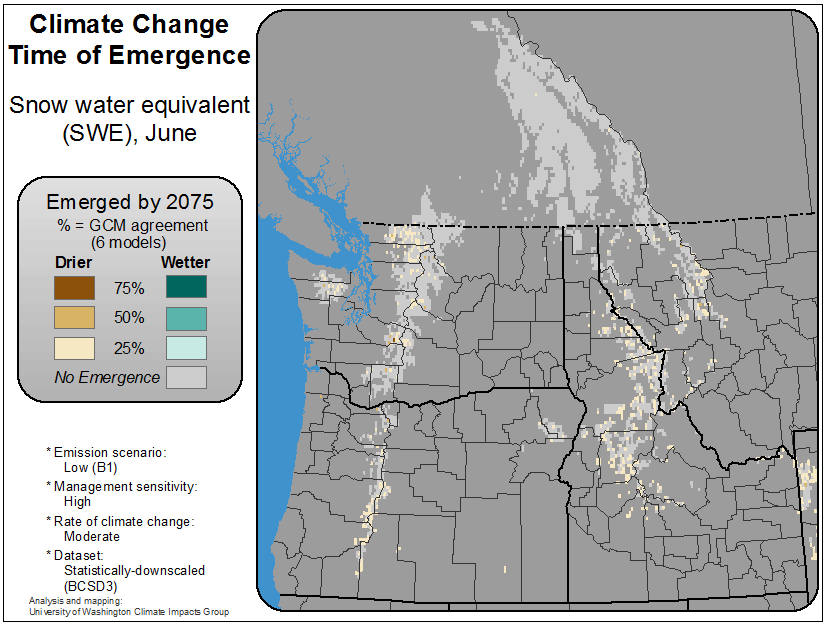 Climate Change
Time of Emergence
Snow water equivalent
(SWE), June
Emerged by 2075
% = GCM agreement
(6 models)
Drier Wetter
75%
50%
25%
No Emergence
* Emission scenario:
Low (B1)
* Management sensitivity:
High
* Rate of climate change:
Moderate
* Dataset:
Statistically-downscaled
(BCSD3)
Analysis and mapping:
University of Washington Climate Impacts Group